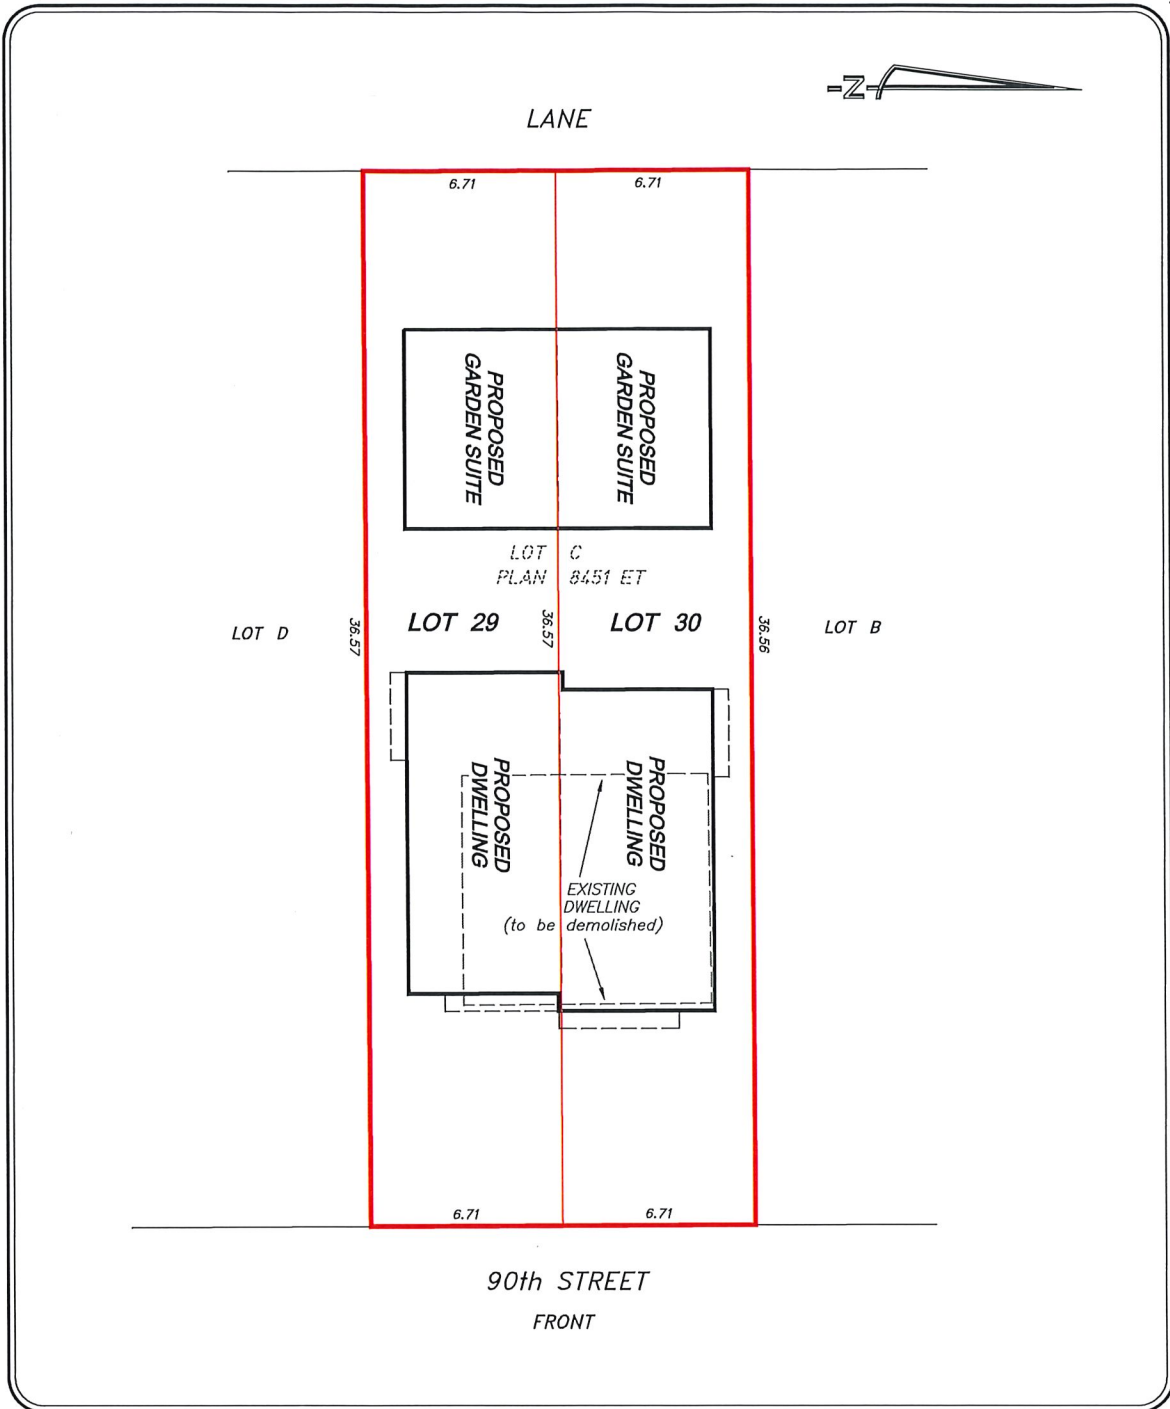 N
LANE
6.71 6.71
PROPOSED
GARDEN SUITE
PROPOSED
GARDEN SUITE
LOT C
PLAN 8451 ET
LOT 29
LOT 30
LOT D
36.57
36.57
36.56
LOT B
PROPOSED
DWELLING
PROPOSED
DWELLING
EXISTING
DWELLING
(to be demolished)
6.71 6.71
90th STREET
FRONT